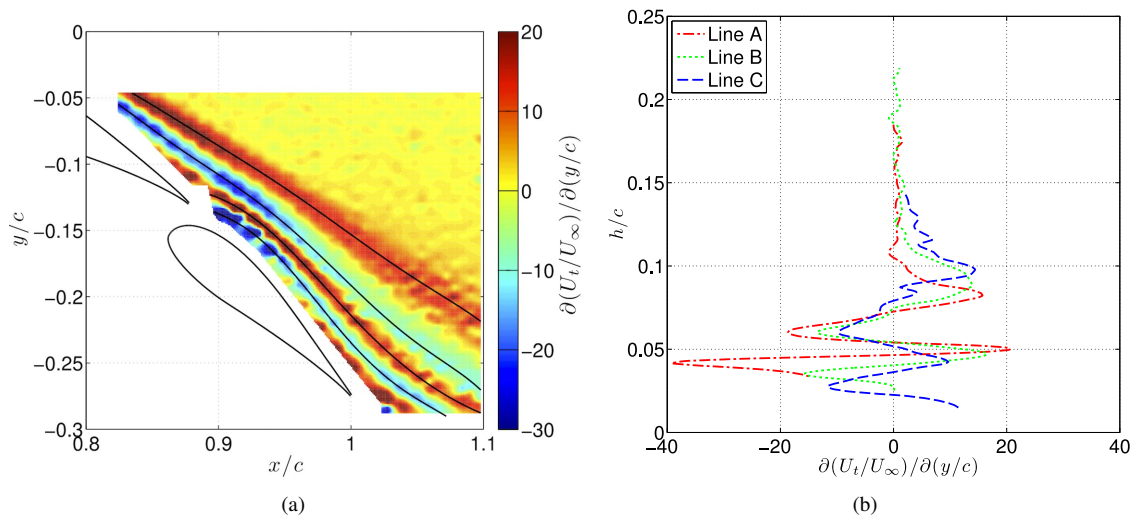 0
−0.05
−0.1
−0.15
−0.2
−0.25
−0.3
y/c
0.8
0.9
1
1.1
x/c
20
10
0
−10
−20
−30
∂(U_t/U_∞)/∂(y/c)
(a)
Line A
Line B
Line C
0.25
0.2
0.15
0.1
0.05
0
h/c
−40
−20
0
20
40
∂(U_t/U_∞)/∂(y/c)
(b)